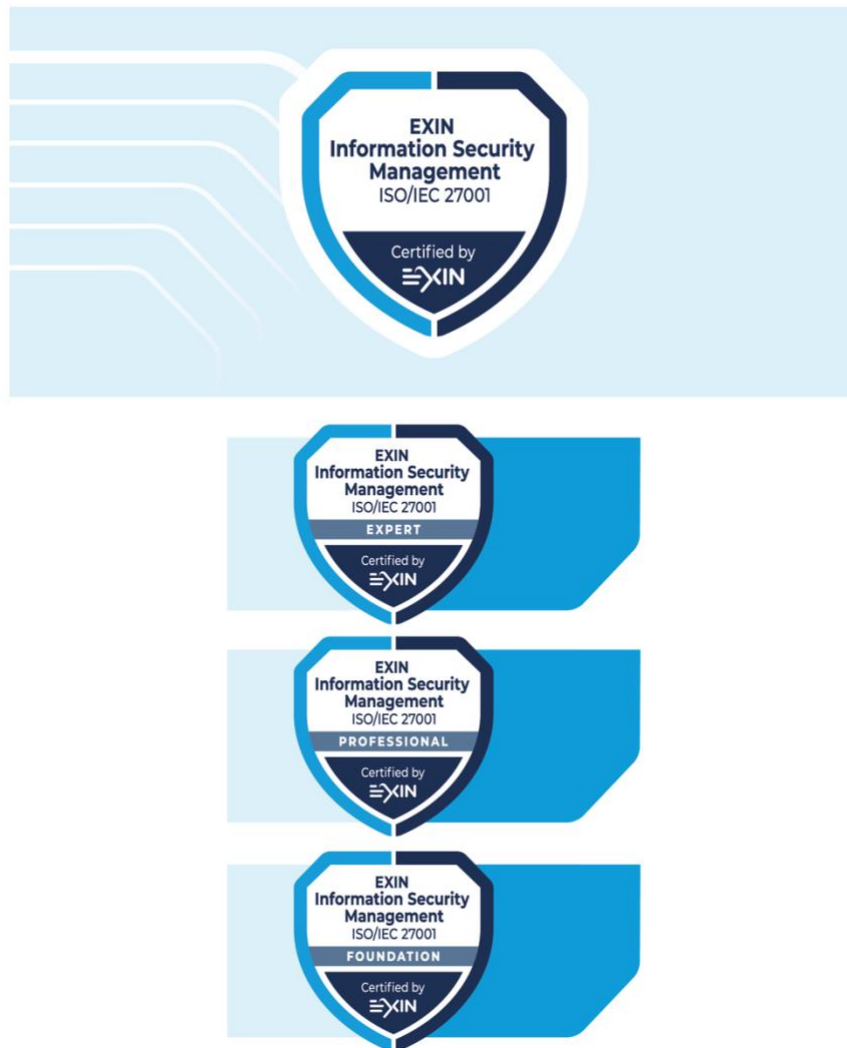 EXIN
Information Security
Management
ISO/IEC 27001
Certified by
EXIN
EXIN
Information Security
Management
ISO/IEC 27001
EXPERT
Certified by
EXIN
EXIN
Information Security
Management
ISO/IEC 27001
PROFESSIONAL
Certified by
EXIN
EXIN
Information Security
Management
ISO/IEC 27001
FOUNDATION
Certified by
EXIN